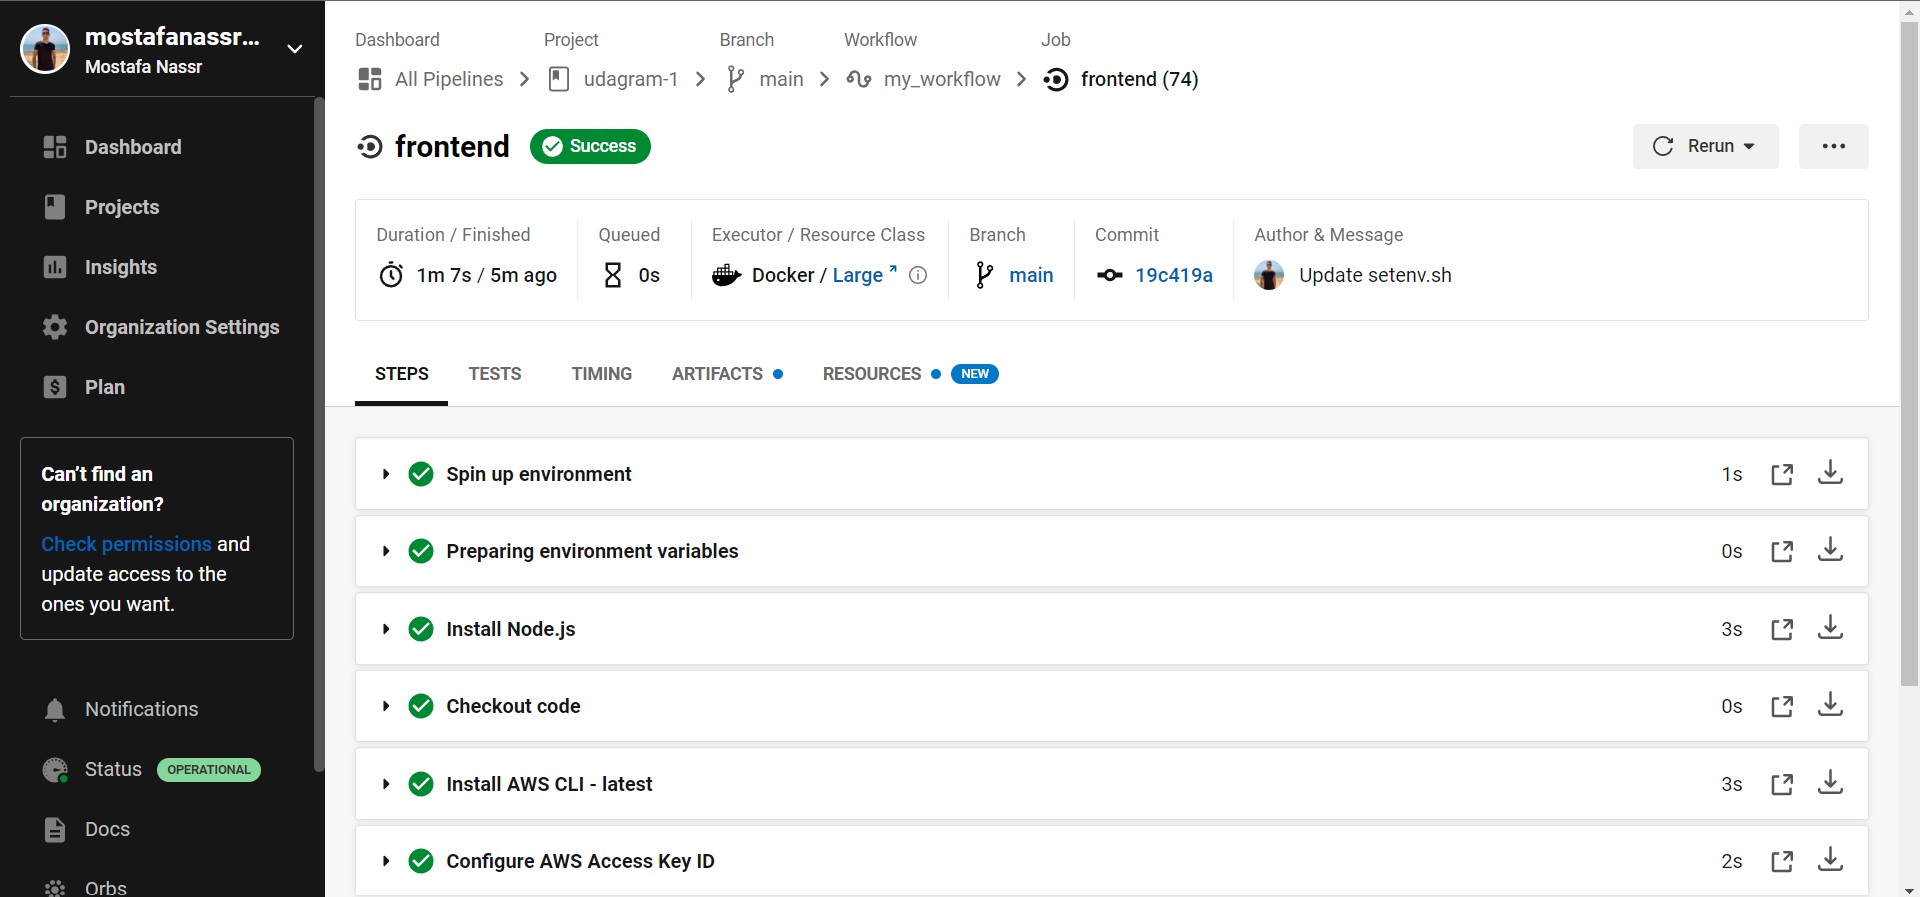 mostafanassr...
Mostafa Nassr
Dashboard
Projects
Insights
Organization Settings
Plan
Can't find an
organization?
Check permissions and
update access to the
ones you want.
Notifications
Status OPERATIONAL
Docs
Orbs
Dashboard Project Branch Workflow Job
All Pipelines udagram-1 main my_workflow frontend (74)
frontend Success Rerun
Duration / Finished Queued Executor / Resource Class Branch Commit Author & Message
1m 7s / 5m ago 0s Docker / Large main 19c419a Update setenv.sh
STEPS TESTS TIMING ARTIFACTS RESOURCES NEW
Spin up environment 1s
Preparing environment variables 0s
Install Node.js 3s
Checkout code 0s
Install AWS CLI - latest 3s
Configure AWS Access Key ID 2s